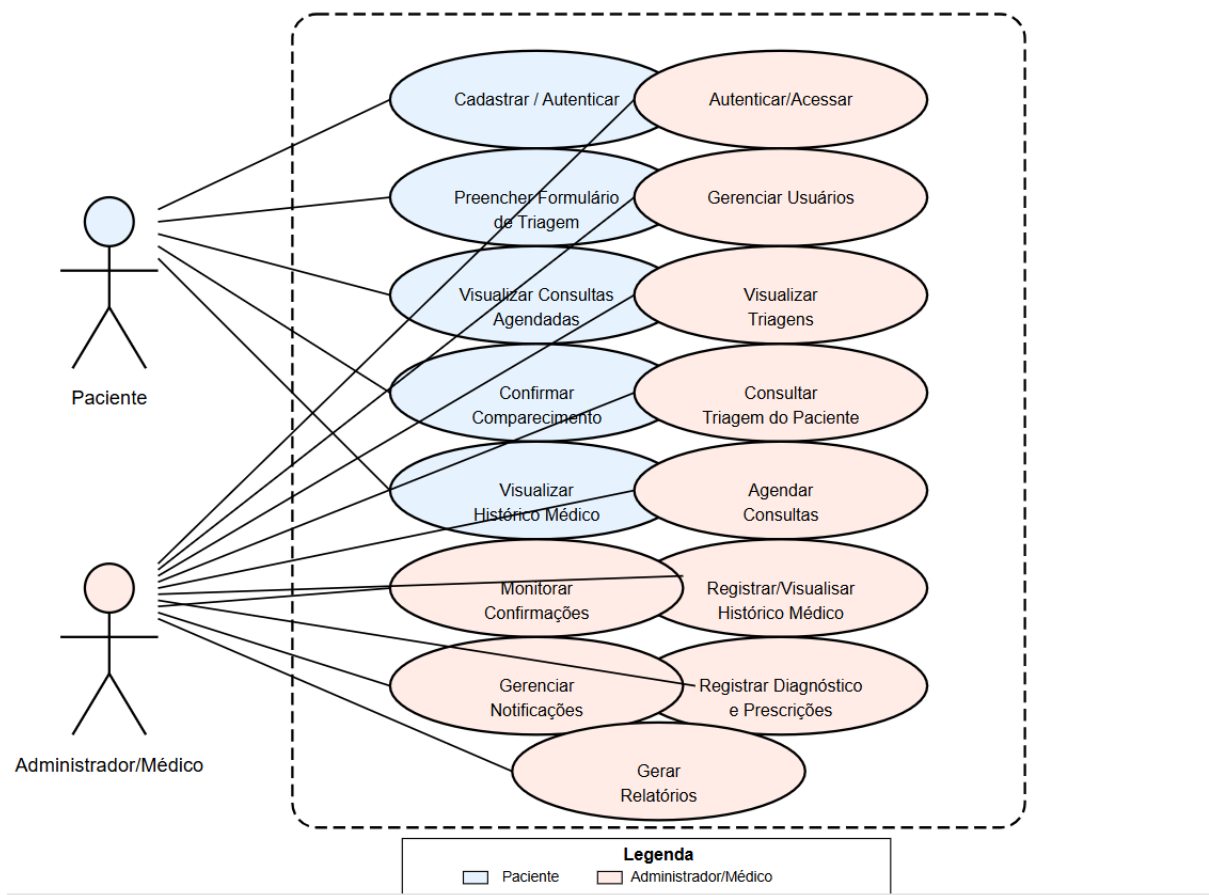 Cadastrar / Autenticar
Autenticar/Acessar
Preencher Formulário
de Triagem
Gerenciar Usuários
Visualizar Consultas
Agendadas
Visualizar
Triagens
Paciente
Confirmar
Comparecimento
Consultar
Triagem do Paciente
Visualizar
Histórico Médico
Agendar
Consultas
Monitorar
Confirmações
Registrar/Visualisar
Histórico Médico
Gerenciar
Notificações
Registrar Diagnóstico
e Prescrições
Administrador/Médico
Gerar
Relatórios
Legenda
Paciente
Administrador/Médico